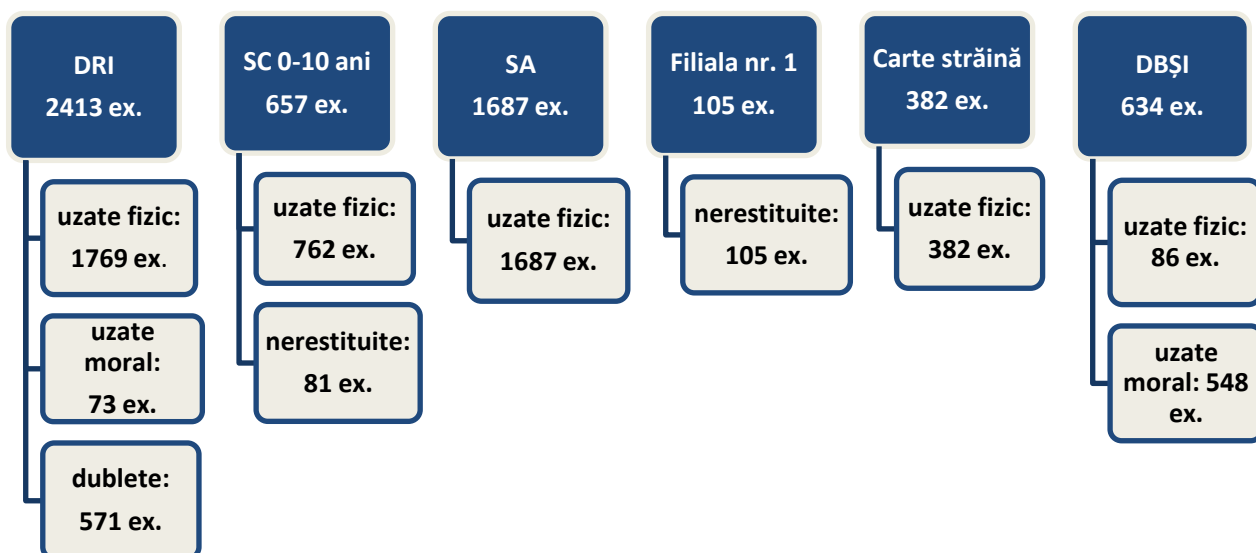 DRI
2413 ex.
uzate fizic:
1769 ex.
uzate
moral:
73 ex.
dublete:
571 ex.
SC 0-10 ani
657 ex.
uzate fizic:
762 ex.
nerestituite:
81 ex.
SA
1687 ex.
uzate fizic:
1687 ex.
Filiala nr. 1
105 ex.
nerestituite:
105 ex.
Carte străină
382 ex.
uzate fizic:
382 ex.
DBȘI
634 ex.
uzate fizic:
86 ex.
uzate
moral: 548
ex.